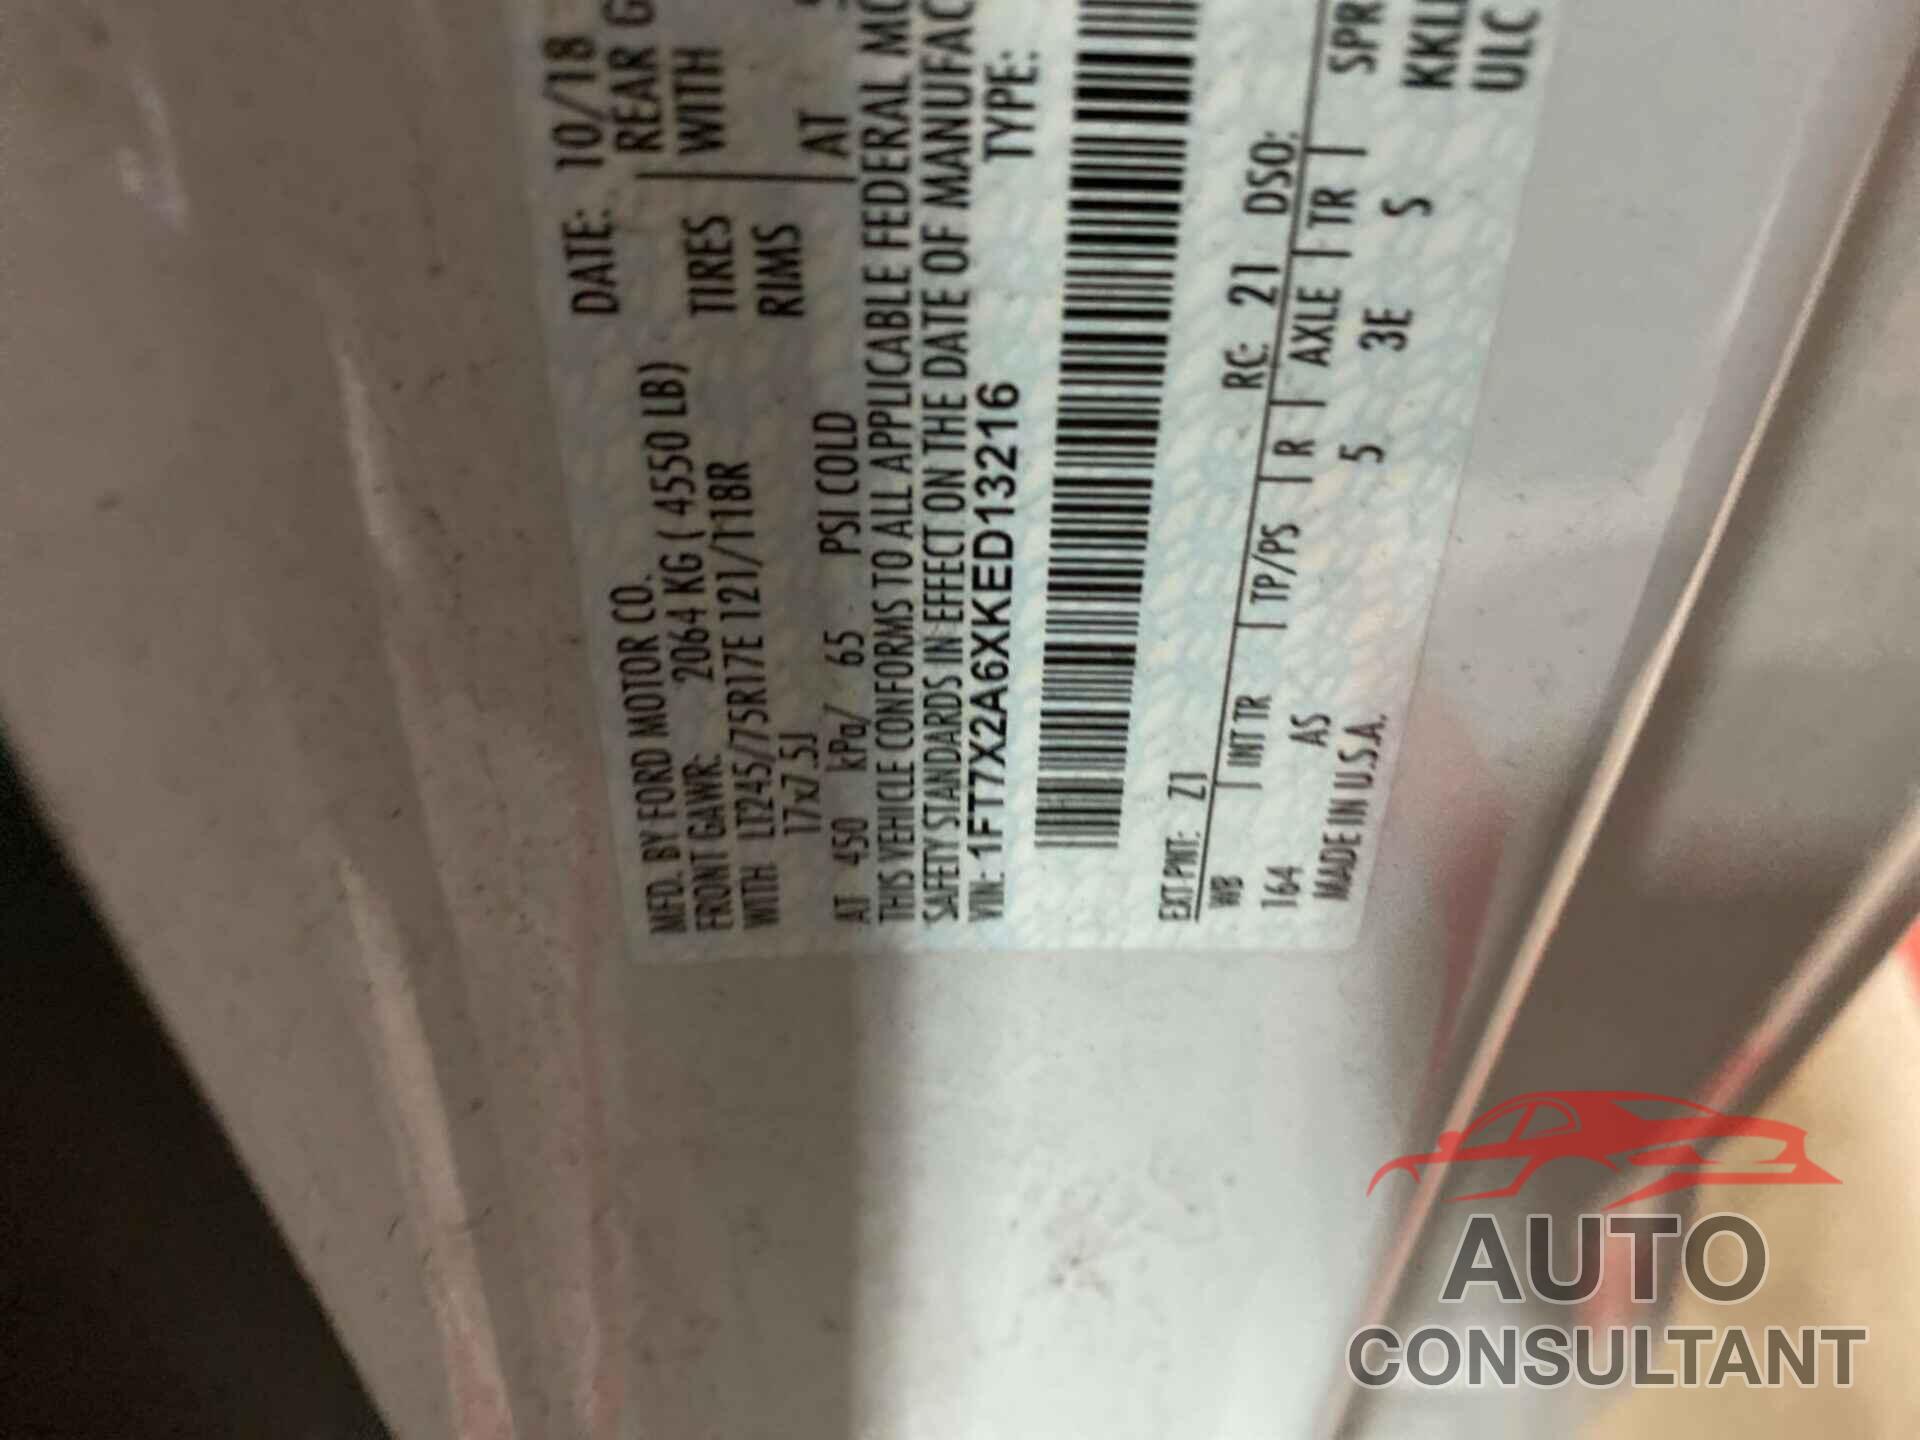 MFD. BY FORD MOTOR CO.
DATE: 10/18
FRONT GAWR: 2064 KG ( 4550 LB)
REAR G
WITH LT245/75R17E 121/118R
TIRES WITH
17x7.5J
RIMS
AT 450 kPa/ 65 PSI COLD
AT
THIS VEHICLE CONFORMS TO ALL APPLICABLE FEDERAL MO
SAFETY STANDARDS IN EFFECT ON THE DATE OF MANUFAC
VIN: 1FT7X2A6XKED13216
TYPE:
EXT PNT: Z1 RC: 21 DSO:
WB | INT TR | TP/PS | R | AXLE | TR | SPR
164 AS 5 3E S KKLL
MADE IN U.S.A. ULC
AUTO
CONSULTANT